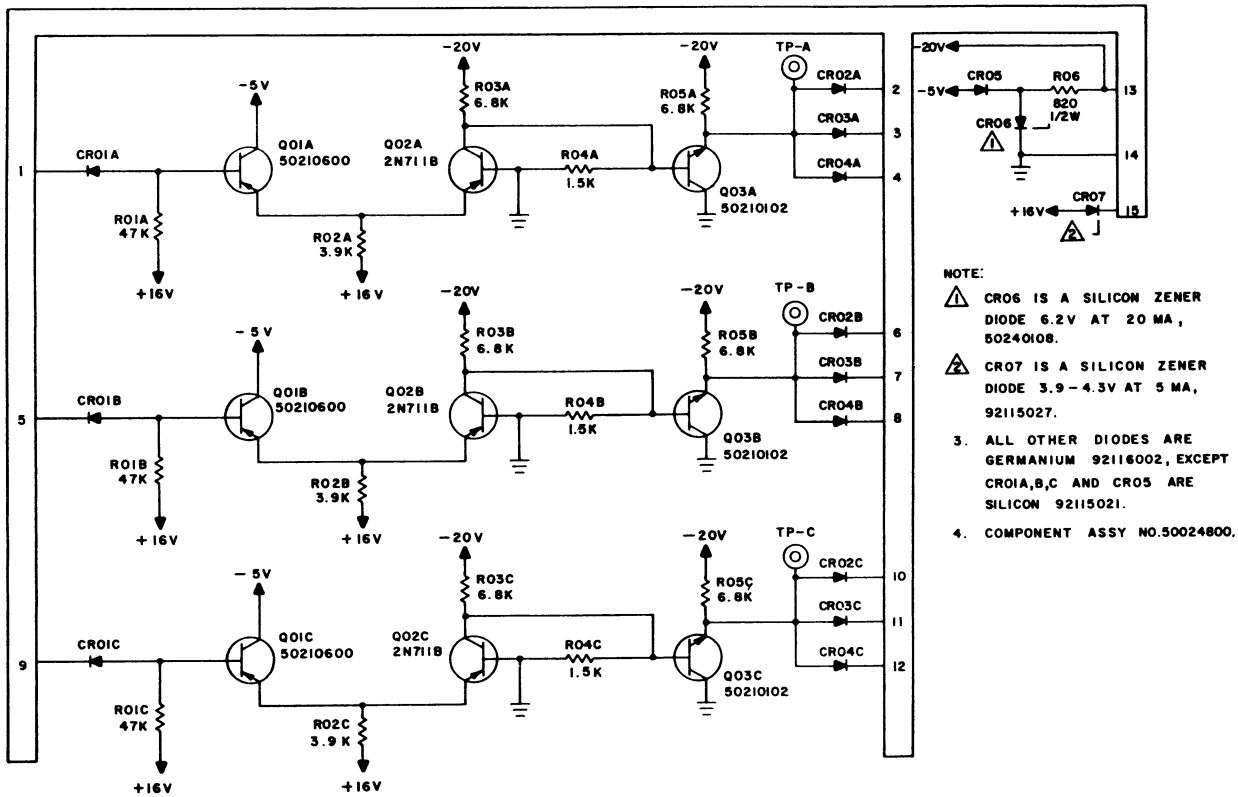 -20V
-20V
TP-A
-5V
R03A
6.8K
R05A
6.8K
CR02A
2
Q01A
50210600
Q02A
2N711B
CR03A
3
CR01A
1
R04A
1.5K
CR04A
4
Q03A
50210102
R01A
47K
R02A
3.9K
+16V
+16V
-20V
-20V
TP-B
-5V
R03B
6.8K
R05B
6.8K
CR02B
6
Q01B
50210600
Q02B
2N711B
CR03B
7
CR01B
5
R04B
1.5K
CR04B
8
Q03B
50210102
R01B
47K
R02B
3.9K
+16V
+16V
-20V
-20V
TP-C
-5V
R03C
6.8K
R05C
6.8K
CR02C
10
Q01C
50210600
Q02C
2N711B
CR03C
11
CR01C
9
R04C
1.5K
CR04C
12
Q03C
50210102
R01C
47K
R02C
3.9K
+16V
+16V
-20V
CR05
R06
-5V
13
820
1/2W
CR06
1
14
CR07
+16V
15
2
NOTE:
1 CR06 IS A SILICON ZENER
DIODE 6.2V AT 20 MA,
50240108.
2 CR07 IS A SILICON ZENER
DIODE 3.9-4.3V AT 5 MA,
92115027.
3. ALL OTHER DIODES ARE
GERMANIUM 92116002, EXCEPT
CR01A,B,C AND CR05 ARE
SILICON 92115021.
4. COMPONENT ASSY NO.50024800.